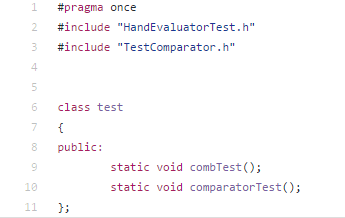 1 #pragma once
2 #include "HandEvaluatorTest.h"
3 #include "TestComparator.h"
4
5
6 class test
7 {
8 public:
9 static void combTest();
10 static void comparatorTest();
11 };